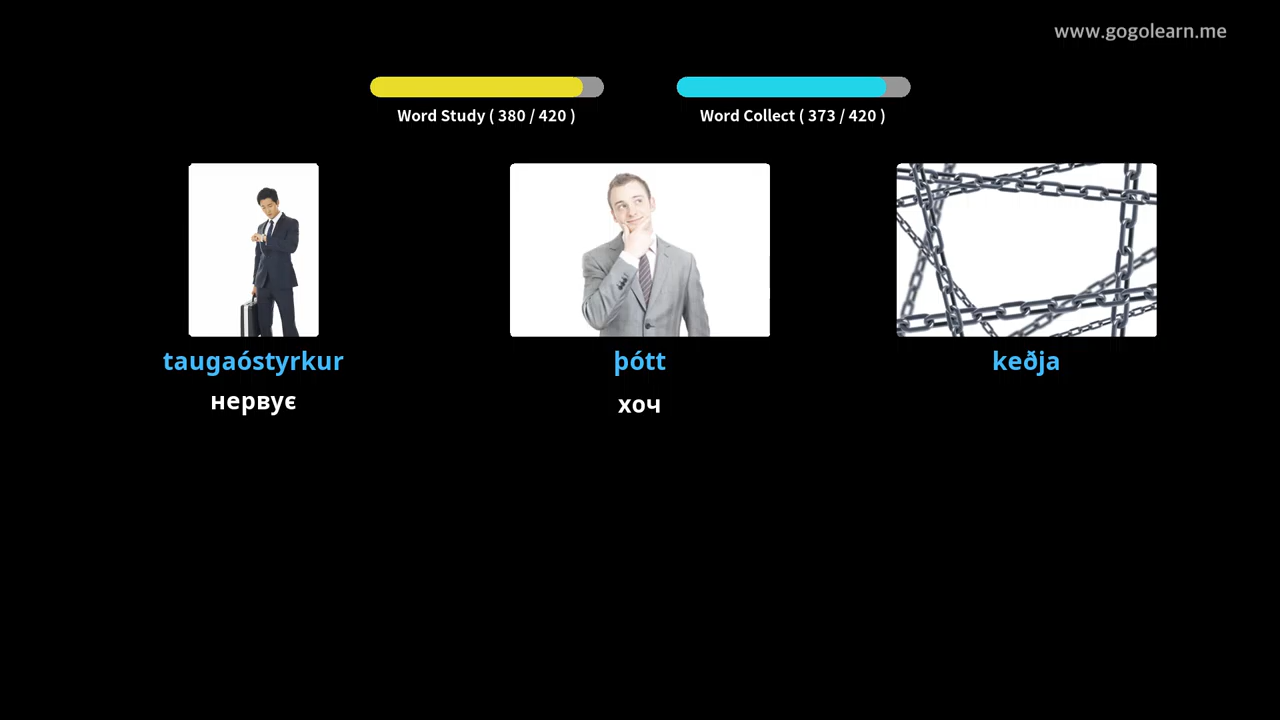 www.gogolearn.me
Word Study ( 380 / 420 )
Word Collect ( 373 / 420 )
taugaóstyrkur
þótt
keðja
нервує
хоч